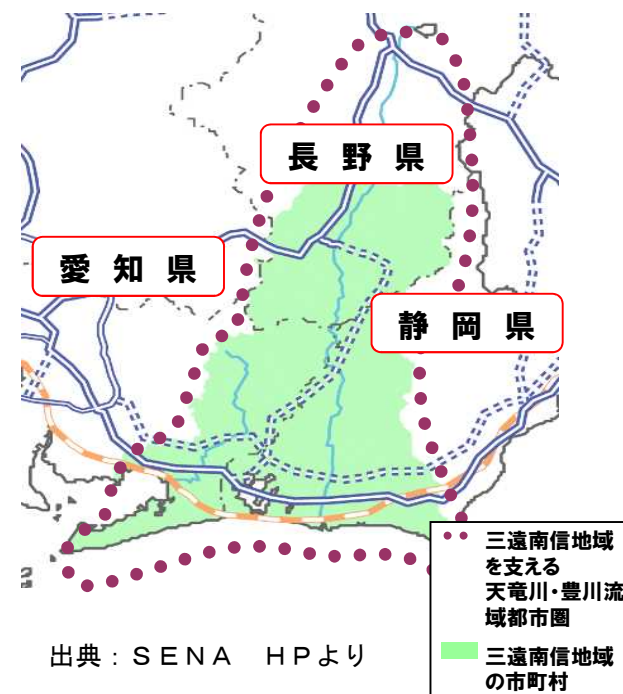 長野県
愛知県
静岡県
三遠南信地域
を支える
天竜川・豊川流
域都市圏
三遠南信地域
の市町村
出典：ＳＥＮＡ　ＨＰより